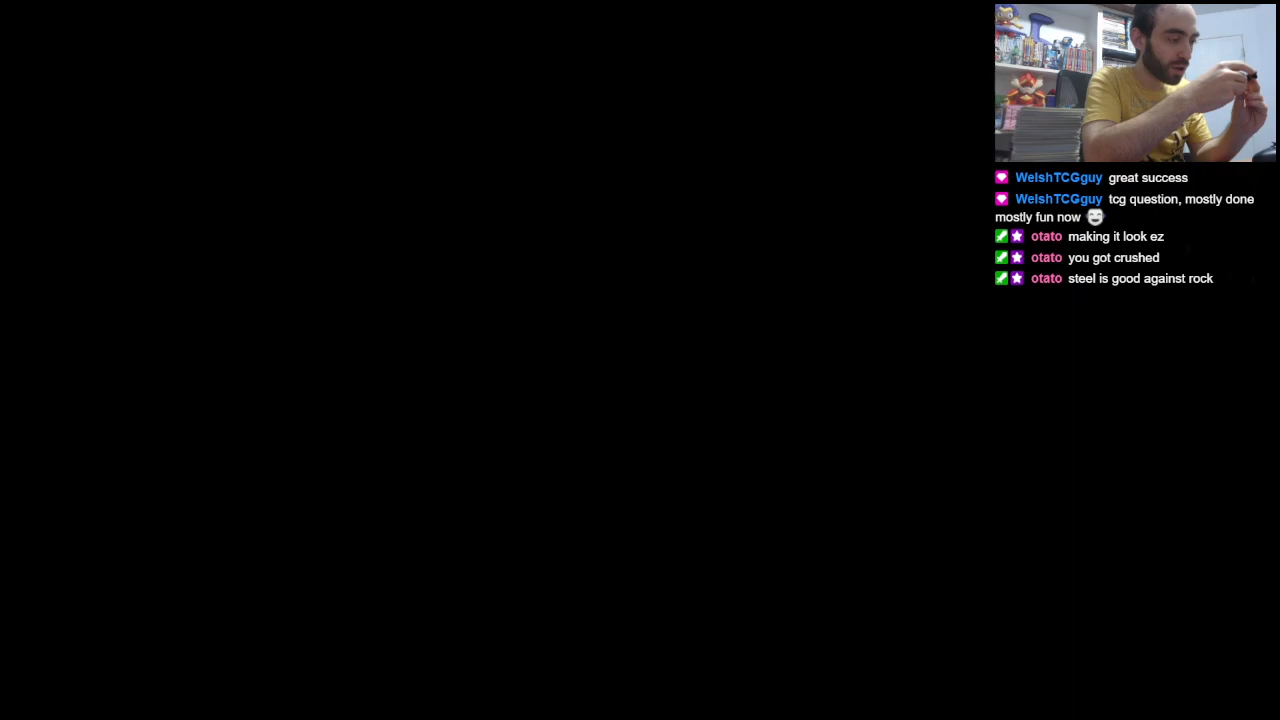 WelshTCGguy great success
WelshTCGguy tcg question, mostly done
mostly fun now
otato making it look ez
otato you got crushed
otato steel is good against rock